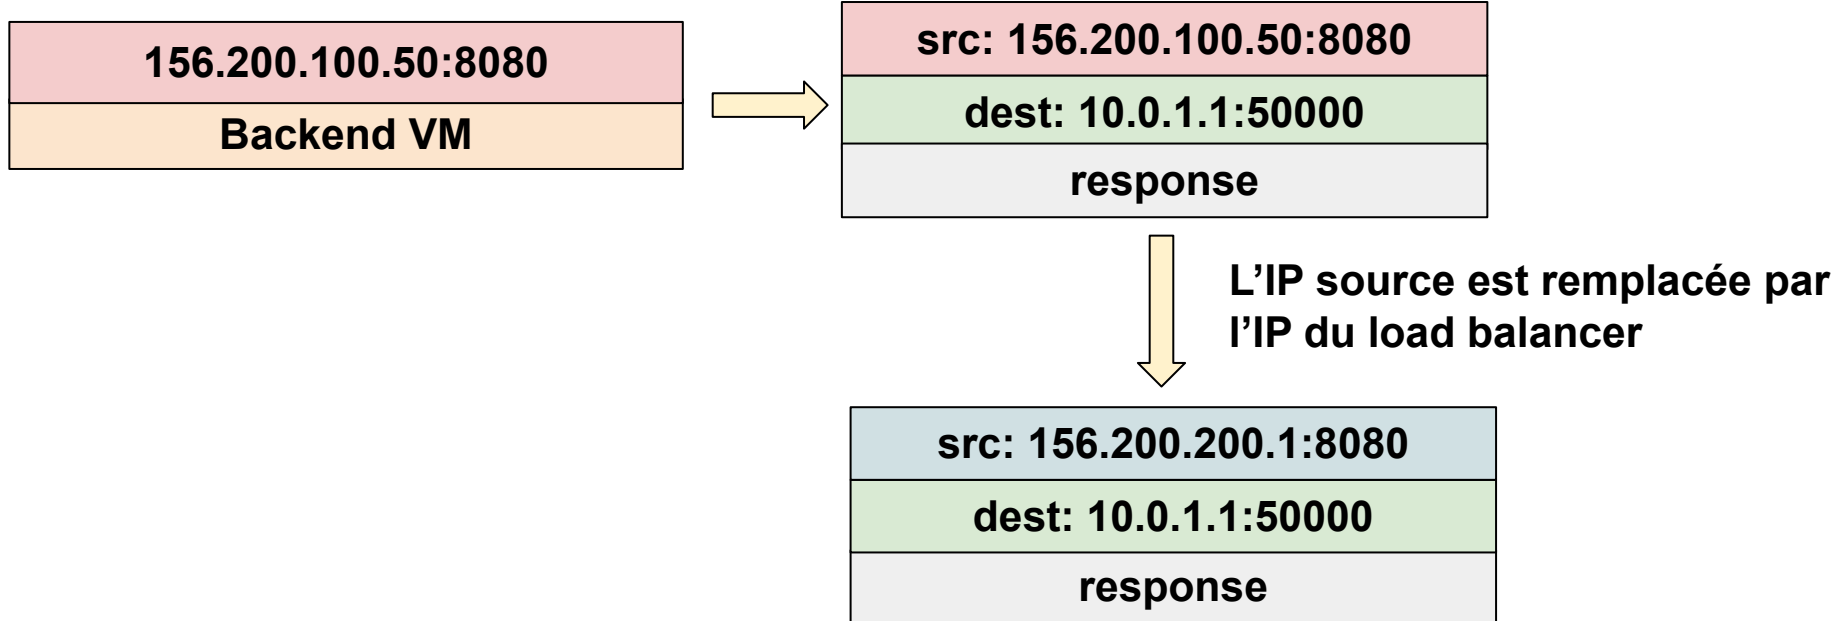 156.200.100.50:8080
Backend VM
src: 156.200.100.50:8080
dest: 10.0.1.1:50000
response
L’IP source est remplacée par
l’IP du load balancer
src: 156.200.200.1:8080
dest: 10.0.1.1:50000
response